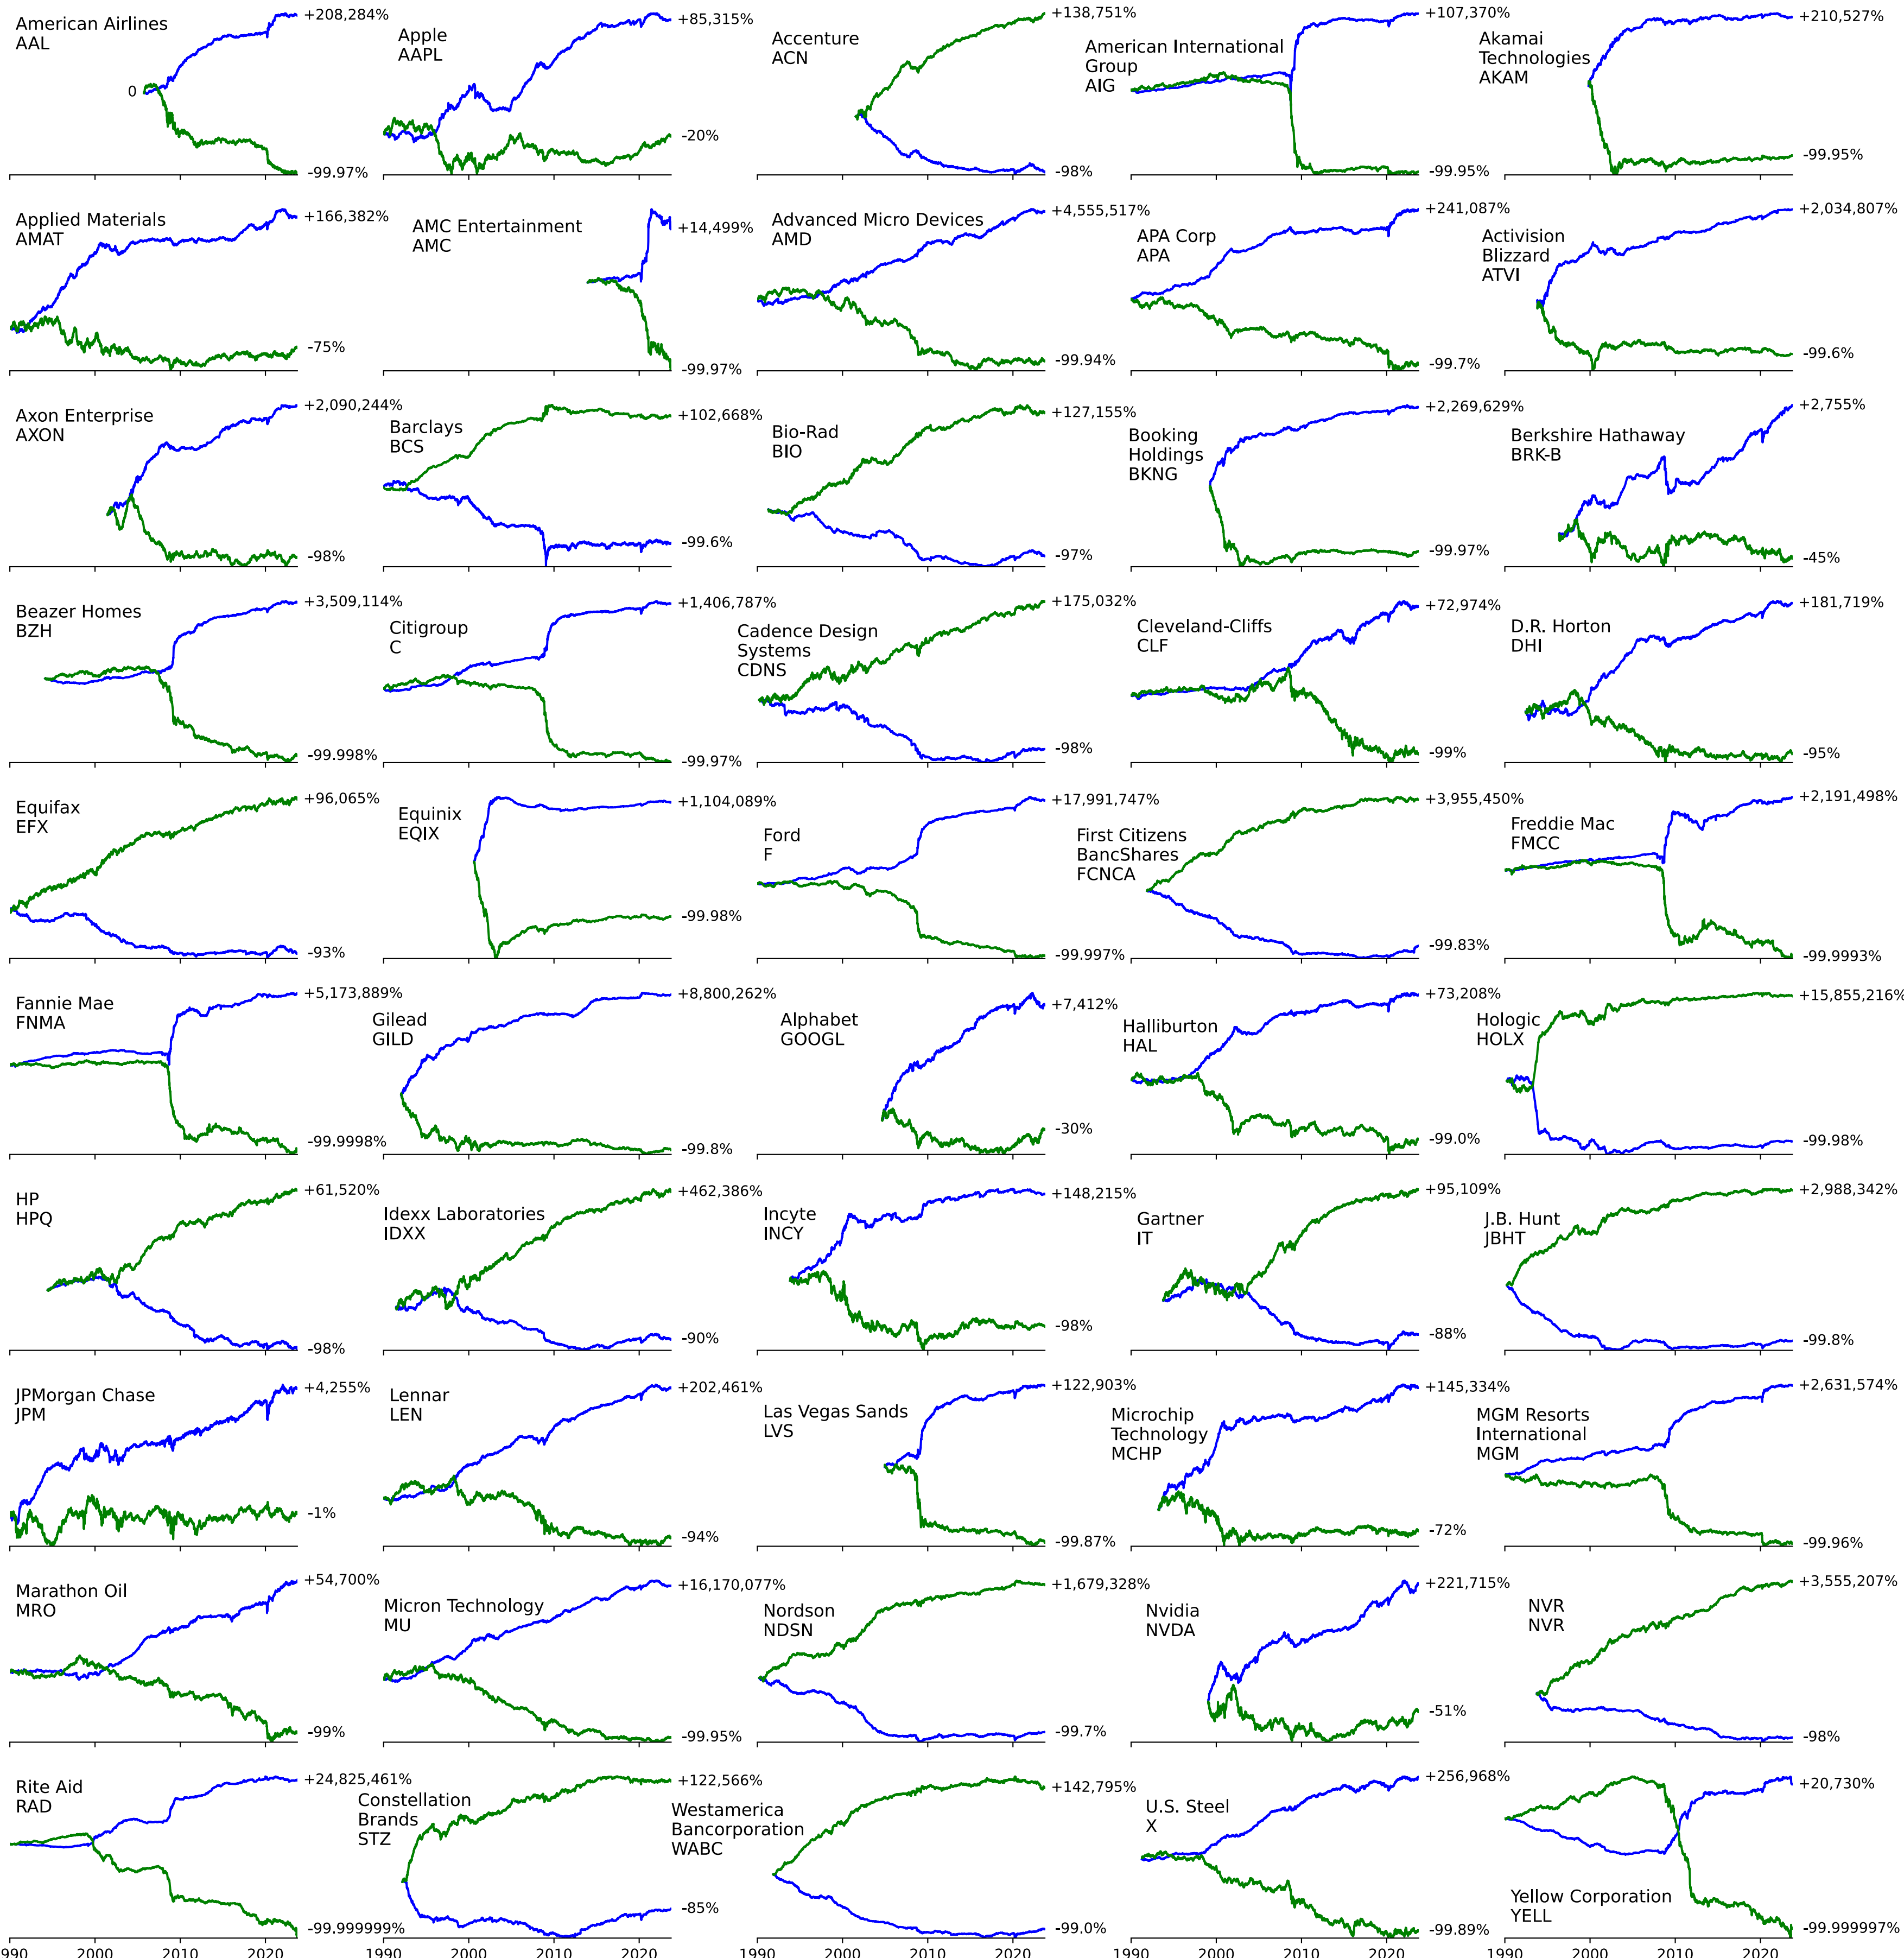 American Airlines
AAL
0
+208,284%
-99.97%
Apple
AAPL
+85,315%
-20%
Accenture
ACN
+138,751%
-98%
American International
Group
AIG
+107,370%
-99.95%
Akamai
Technologies
AKAM
+210,527%
-99.95%
Applied Materials
AMAT
+166,382%
-75%
AMC Entertainment
AMC
+14,499%
-99.97%
Advanced Micro Devices
AMD
+4,555,517%
-99.94%
APA Corp
APA
+241,087%
-99.7%
Activision
Blizzard
ATVI
+2,034,807%
-99.6%
Axon Enterprise
AXON
+2,090,244%
-98%
Barclays
BCS
+102,668%
-99.6%
Bio-Rad
BIO
+127,155%
-97%
Booking
Holdings
BKNG
+2,269,629%
-99.97%
Berkshire Hathaway
BRK-B
+2,755%
-45%
Beazer Homes
BZH
+3,509,114%
-99.998%
Citigroup
C
+1,406,787%
-99.97%
Cadence Design
Systems
CDNS
+175,032%
-98%
Cleveland-Cliffs
CLF
+72,974%
-99%
D.R. Horton
DHI
+181,719%
-95%
Equifax
EFX
+96,065%
-93%
Equinix
EQIX
+1,104,089%
-99.98%
Ford
F
+17,991,747%
-99.997%
First Citizens
BancShares
FCNCA
+3,955,450%
-99.83%
Freddie Mac
FMCC
+2,191,498%
-99.9993%
Fannie Mae
FNMA
+5,173,889%
-99.9998%
Gilead
GILD
+8,800,262%
-99.8%
Alphabet
GOOGL
+7,412%
-30%
Halliburton
HAL
+73,208%
-99.0%
Hologic
HOLX
+15,855,216%
-99.98%
HP
HPQ
+61,520%
-98%
Idexx Laboratories
IDXX
+462,386%
-90%
Incyte
INCY
+148,215%
-98%
Gartner
IT
+95,109%
-88%
J.B. Hunt
JBHT
+2,988,342%
-99.8%
JPMorgan Chase
JPM
+4,255%
-1%
Lennar
LEN
+202,461%
-94%
Las Vegas Sands
LVS
+122,903%
-99.87%
Microchip
Technology
MCHP
+145,334%
-72%
MGM Resorts
International
MGM
+2,631,574%
-99.96%
Marathon Oil
MRO
+54,700%
-99%
Micron Technology
MU
+16,170,077%
-99.95%
Nordson
NDSN
+1,679,328%
-99.7%
Nvidia
NVDA
+221,715%
-51%
NVR
NVR
+3,555,207%
-98%
Rite Aid
RAD
+24,825,461%
-99.999999%
Constellation
Brands
STZ
+122,566%
-85%
Westamerica
Bancorporation
WABC
+142,795%
-99.0%
U.S. Steel
X
+256,968%
-99.89%
Yellow Corporation
YELL
+20,730%
-99.999997%
990 2000 2010 2020
1990 2000 2010 2020
1990 2000 2010 2020
1990 2000 2010 2020
1990 2000 2010 2020